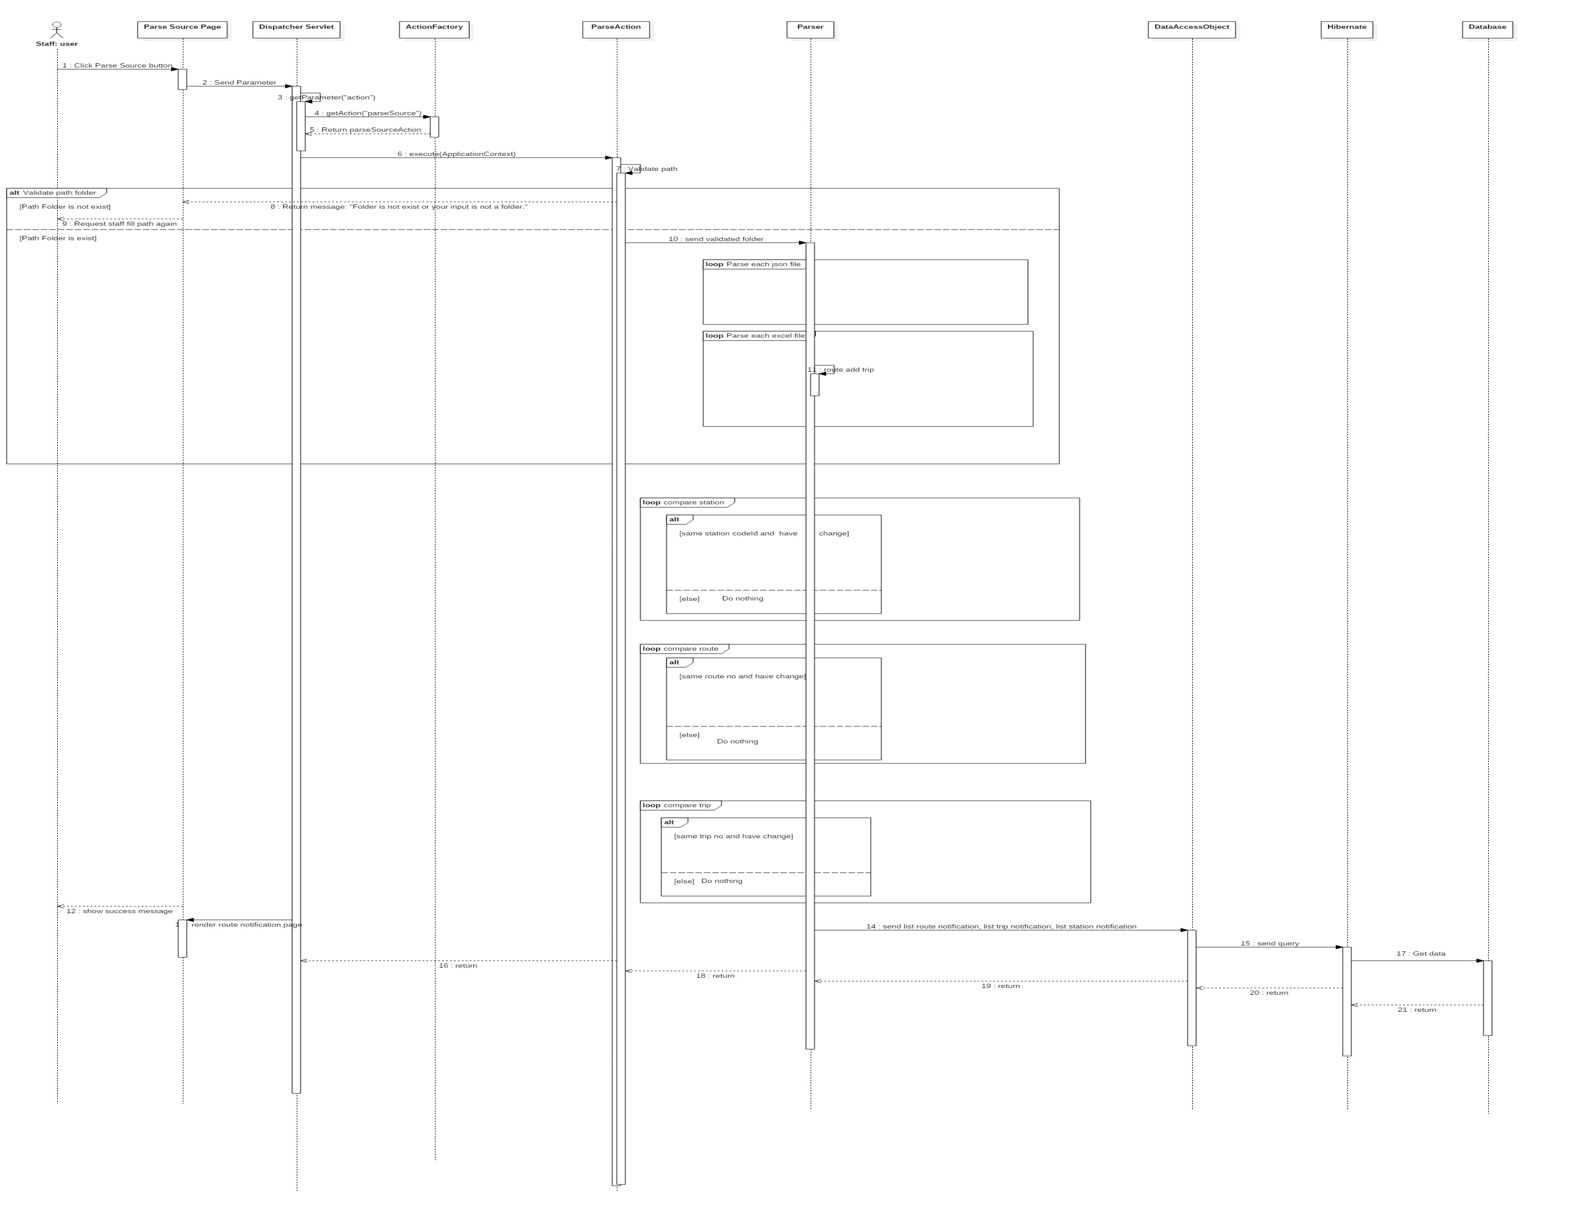 Parse Source Page
Dispatcher Servlet
ActionFactory
ParseAction
Parser
DataAccessObject
Hibernate
Database
Staff: user
1 : Click Parse Source button
2 : Send Parameter
3 : getParameter("action")
4 : getAction("parseSource")
5 : Return parseSourceAction
6 : execute(ApplicationContext)
7 : Validate path
alt Validate path folder
[Path Folder is not exist]
8 : Return message: "Folder is not exist or your input is not a folder."
9 : Request staff fill path again
[Path Folder is exist]
10 : send validated folder
loop Parse each json file
loop Parse each excel file
11 : route add trip
loop compare station
alt
[same station codeId and have change]
[else] Do nothing
loop compare route
alt
[same route no and have change]
[else]
Do nothing
loop compare trip
alt
[same trip no and have change]
[else] Do nothing
12 : show success message
render route notification page
14 : send list route notification, list trip notification, list station notification
15 : send query
17 : Get data
16 : return
18 : return
19 : return
20 : return
21 : return